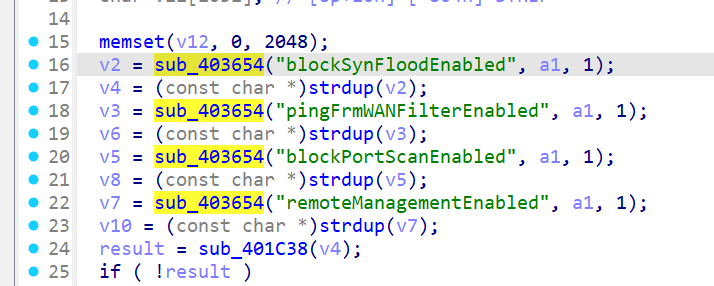 14
15 memset(v12, 0, 2048);
16 v2 = sub_403654("blockSynFloodEnabled", a1, 1);
17 v4 = (const char *)strdup(v2);
18 v3 = sub_403654("pingFrmWANFilterEnabled", a1, 1);
19 v6 = (const char *)strdup(v3);
20 v5 = sub_403654("blockPortScanEnabled", a1, 1);
21 v8 = (const char *)strdup(v5);
22 v7 = sub_403654("remoteManagementEnabled", a1, 1);
23 v10 = (const char *)strdup(v7);
24 result = sub_401C38(v4);
25 if ( !result )